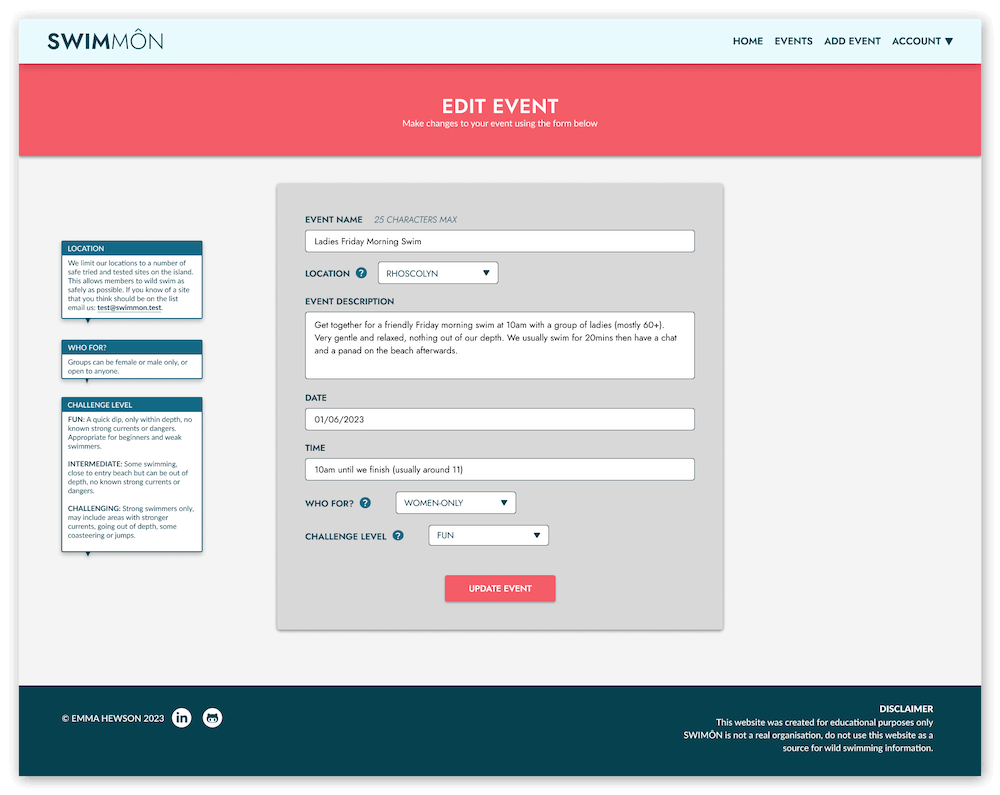 SWIMMÔN
HOME EVENTS ADD EVENT ACCOUNT ▼
EDIT EVENT
Make changes to your event using the form below
LOCATION
We limit our locations to a number of
safe tried and tested sites on the island.
This allows members to wild swim as
safely as possible. If you know of a site
that you think should be on the list
email us: test@swimmon.test.
WHO FOR?
Groups can be female or male only, or
open to anyone.
CHALLENGE LEVEL
FUN: A quick dip, only within depth, no
known strong currents or dangers.
Appropriate for beginners and weak
swimmers.
INTERMEDIATE: Some swimming,
close to entry beach but can be out of
depth, no known strong currents or
dangers.
CHALLENGING: Strong swimmers only,
may include areas with stronger
currents, going out of depth, some
coasteering or jumps.
EVENT NAME 25 CHARACTERS MAX
Ladies Friday Morning Swim
LOCATION ? RHOSCOLYN ▼
EVENT DESCRIPTION
Get together for a friendly Friday morning swim at 10am with a group of ladies (mostly 60+).
Very gentle and relaxed, nothing out of our depth. We usually swim for 20mins then have a chat
and a panad on the beach afterwards.
DATE
01/06/2023
TIME
10am until we finish (usually around 11)
WHO FOR? ? WOMEN-ONLY ▼
CHALLENGE LEVEL ? FUN ▼
UPDATE EVENT
© EMMA HEWSON 2023 in
DISCLAIMER
This website was created for educational purposes only
SWIMÔN is not a real organisation, do not use this website as a
source for wild swimming information.